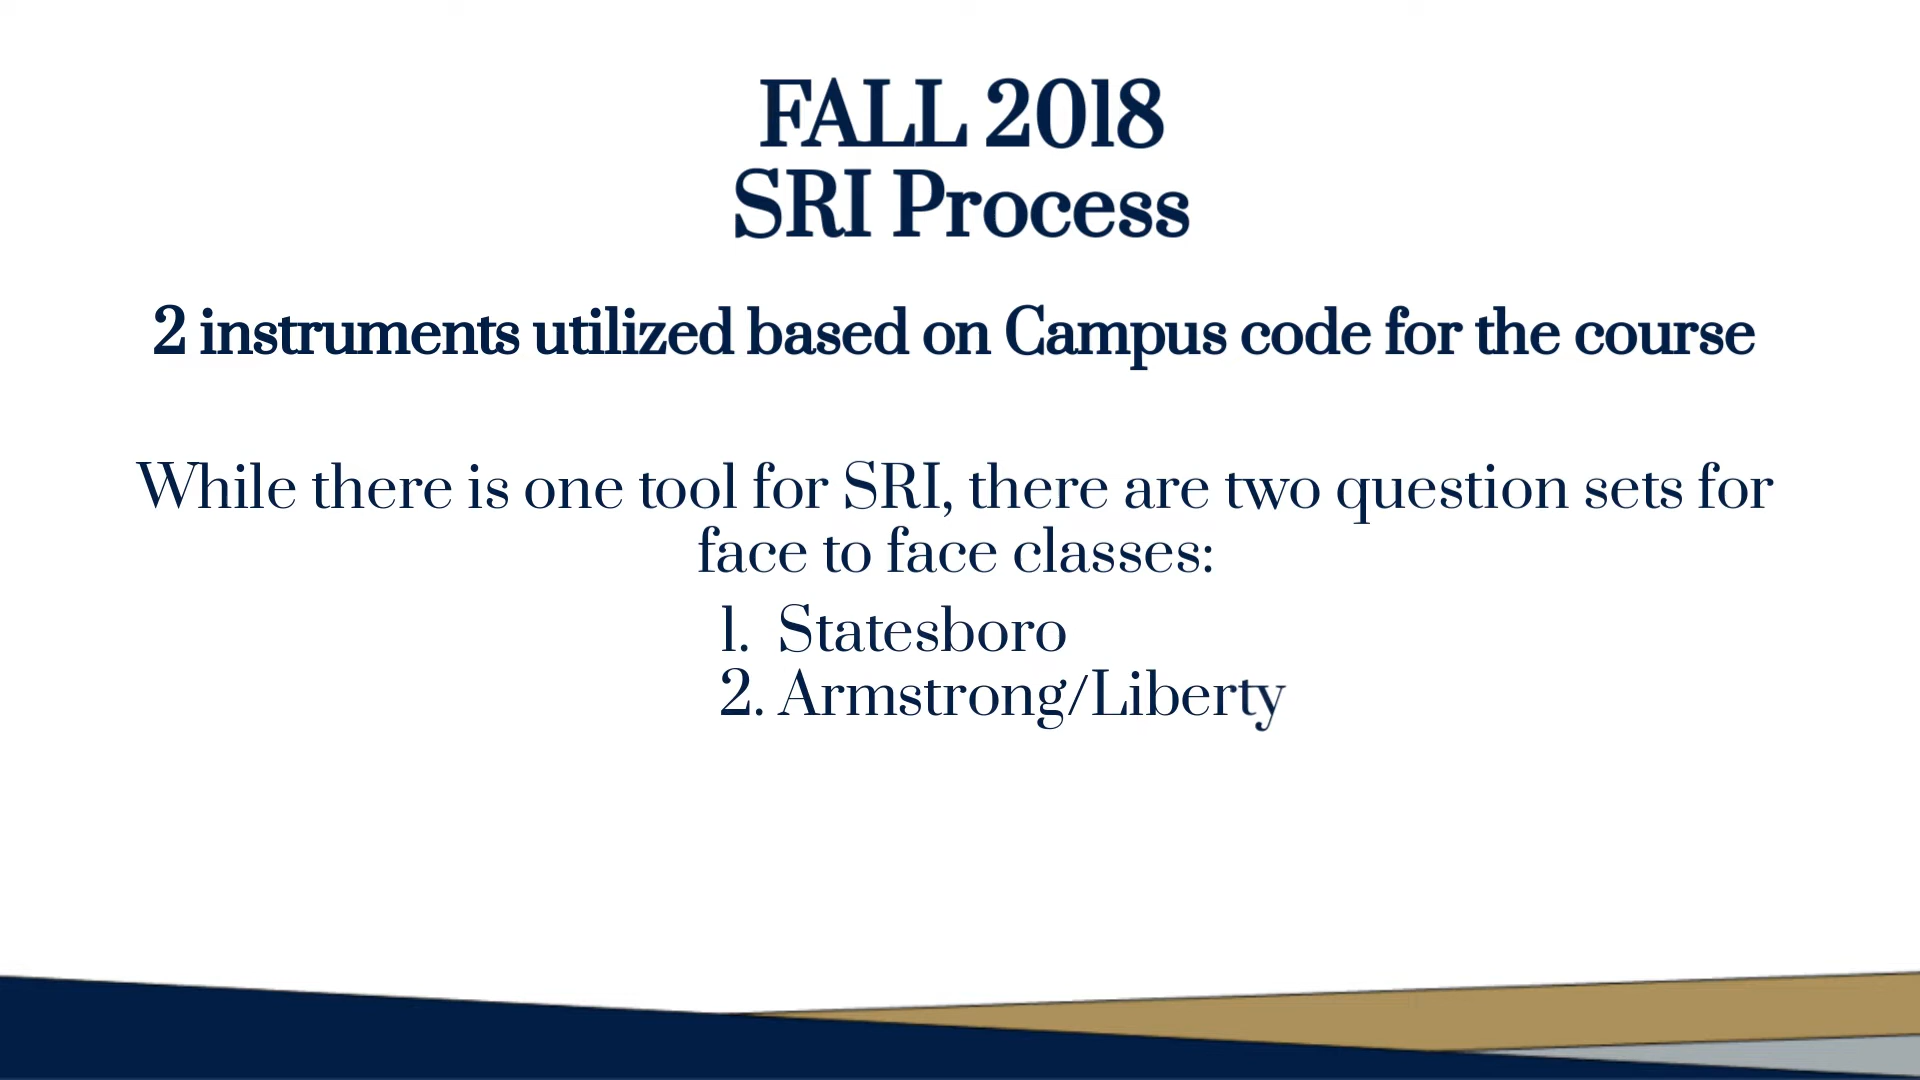 FALL 2018
SRI Process
2 instruments utilized based on Campus code for the course
While there is one tool for SRI, there are two question sets for
face to face classes:
1. Statesboro
2. Armstrong/Liberty